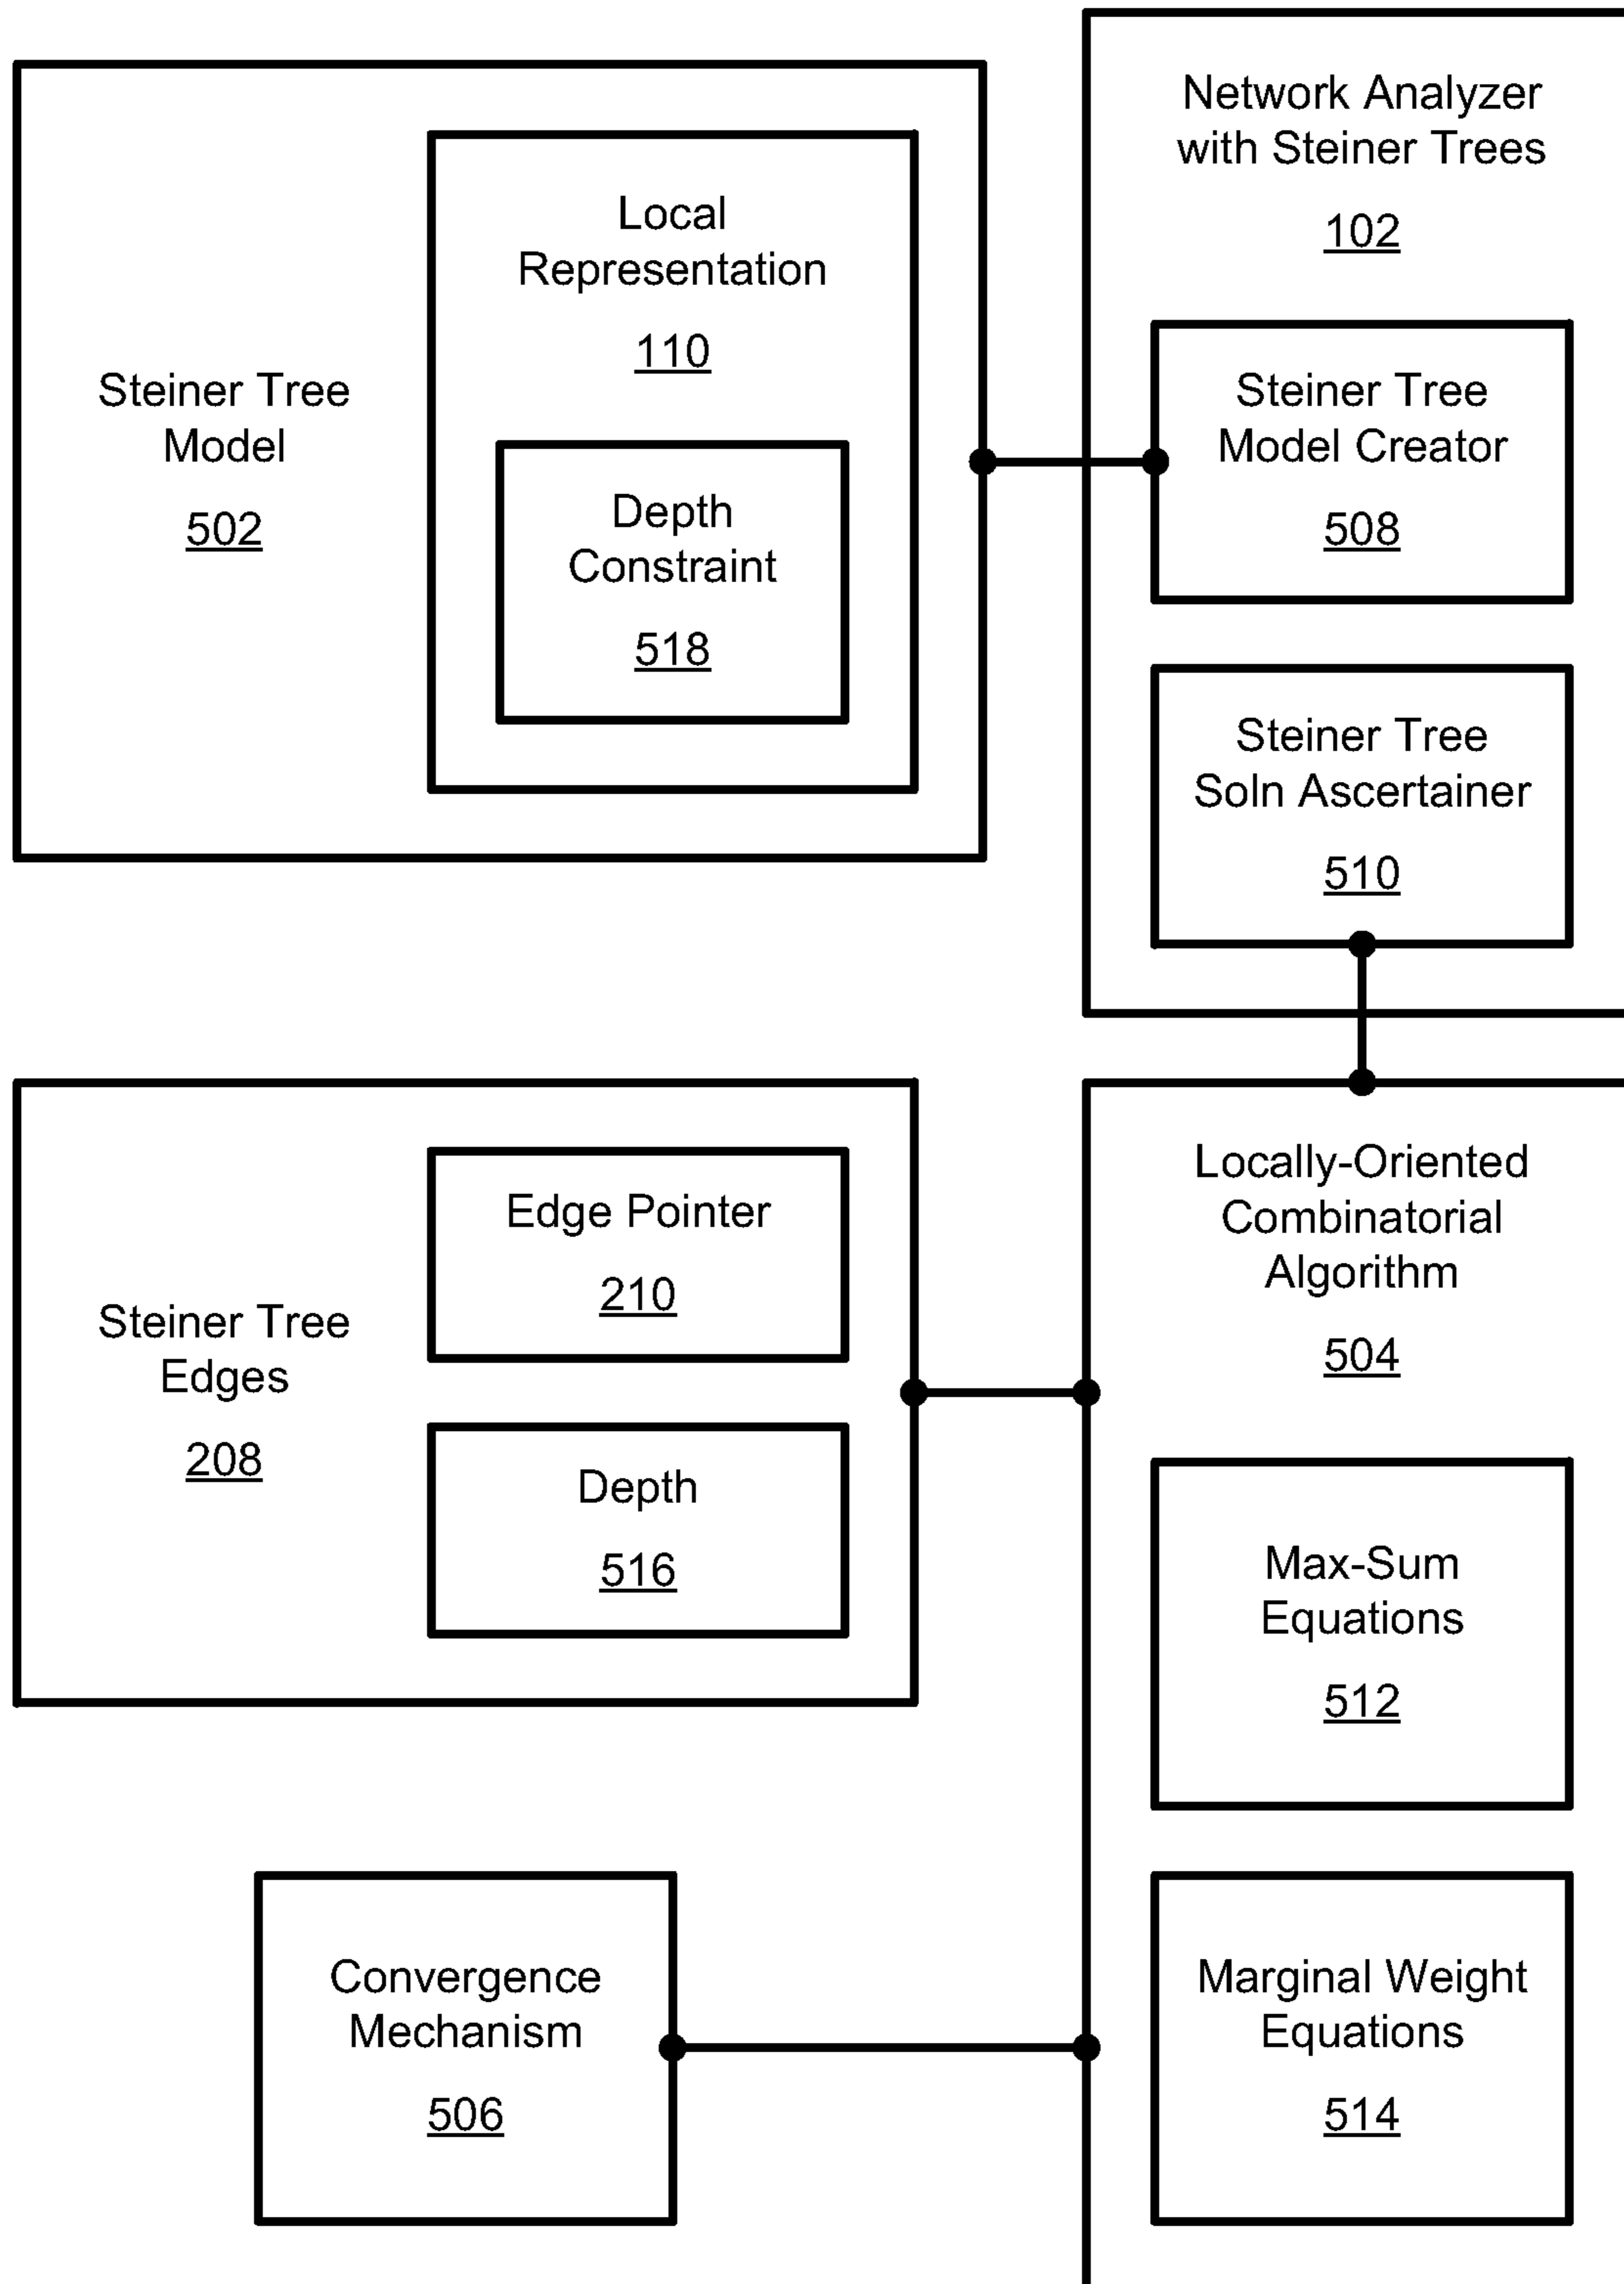 Network Analyzer
with Steiner Trees
102
Local
Representation
110
Steiner Tree
Model
502
Depth
Constraint
518
Steiner Tree
Model Creator
508
Steiner Tree
Soln Ascertainer
510
Steiner Tree
Edges
208
Edge Pointer
210
Depth
516
Locally-Oriented
Combinatorial
Algorithm
504
Max-Sum
Equations
512
Convergence
Mechanism
506
Marginal Weight
Equations
514